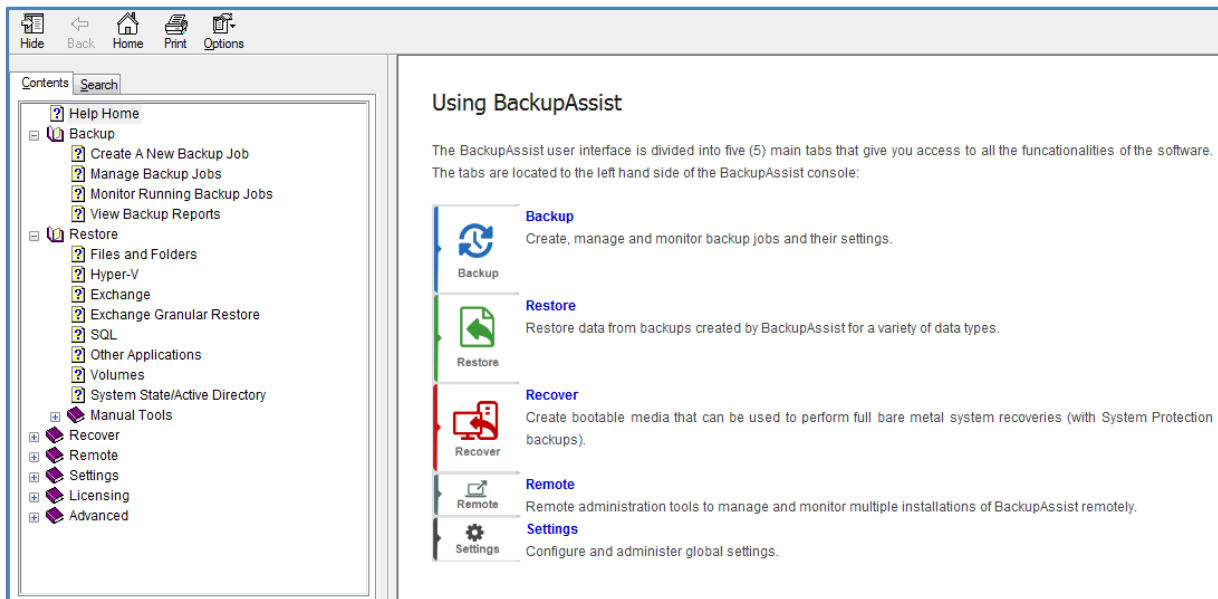 Hide Back Home Print Options
Contents Search
Help Home
Backup
Create A New Backup Job
Manage Backup Jobs
Monitor Running Backup Jobs
View Backup Reports
Restore
Files and Folders
Hyper-V
Exchange
Exchange Granular Restore
SQL
Other Applications
Volumes
System State/Active Directory
Manual Tools
Recover
Remote
Settings
Licensing
Advanced
Using BackupAssist
The BackupAssist user interface is divided into five (5) main tabs that give you access to all the funcationalities of the software.
The tabs are located to the left hand side of the BackupAssist console:
Backup
Backup
Create, manage and monitor backup jobs and their settings.
Restore
Restore
Restore data from backups created by BackupAssist for a variety of data types.
Recover
Recover
Create bootable media that can be used to perform full bare metal system recoveries (with System Protection
backups).
Remote
Remote
Remote administration tools to manage and monitor multiple installations of BackupAssist remotely.
Settings
Settings
Configure and administer global settings.